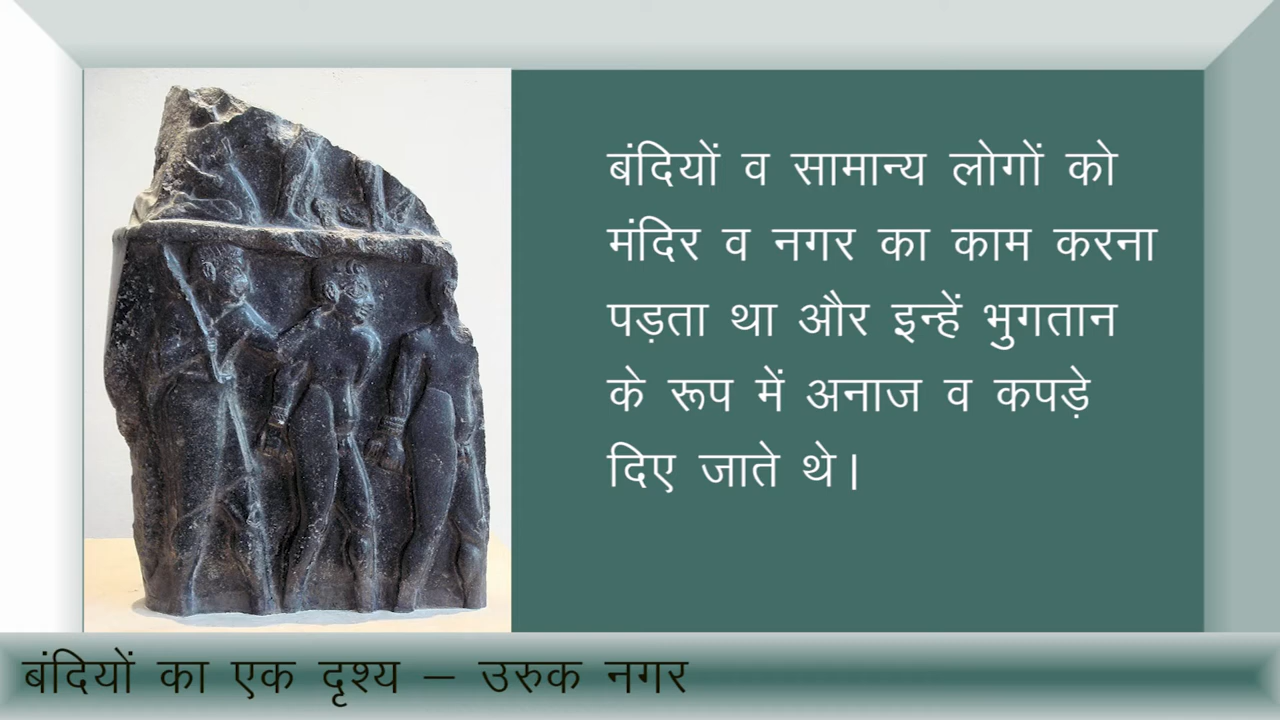 बंदियों व सामान्य लोगों को
मंदिर व नगर का काम करना
पड़ता था और इन्हें भुगतान
के रूप में अनाज व कपड़े
दिए जाते थे।
बंदियों का एक दृश्य – उरुक नगर